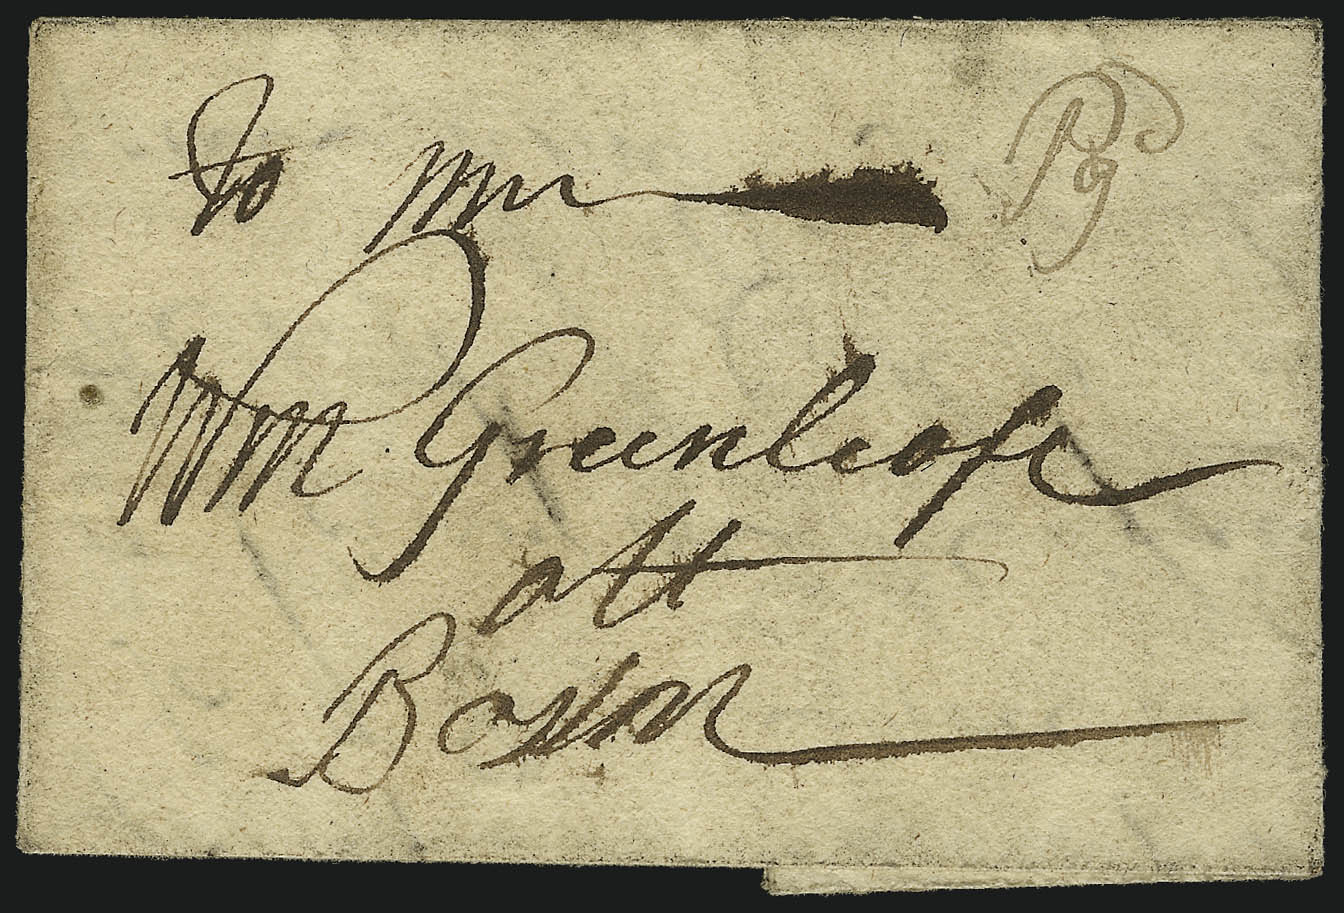 To Mr
Wm Greenleafe
att
Boston